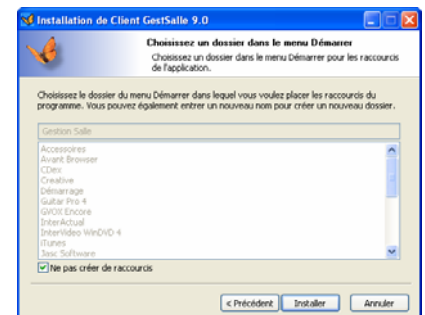 Installation de Client GestSalle 9.0
Choisissez un dossier dans le menu Démarrer
Choisissez un dossier dans le menu Démarrer pour les raccourcis
de l'application.
Choisissez le dossier du menu Démarrer dans lequel vous voulez placer les raccourcis du
programme. Vous pouvez également entrer un nouveau nom pour créer un nouveau dossier.
Gestion Salle
Accessoires
Avant Browser
CDex
Creative
Démarrage
Guitar Pro 4
GVOX Encore
InterActual
InterVideo WinDVD 4
iTunes
Jasc Software
Ne pas créer de raccourcis
< Précédent Installer Annuler